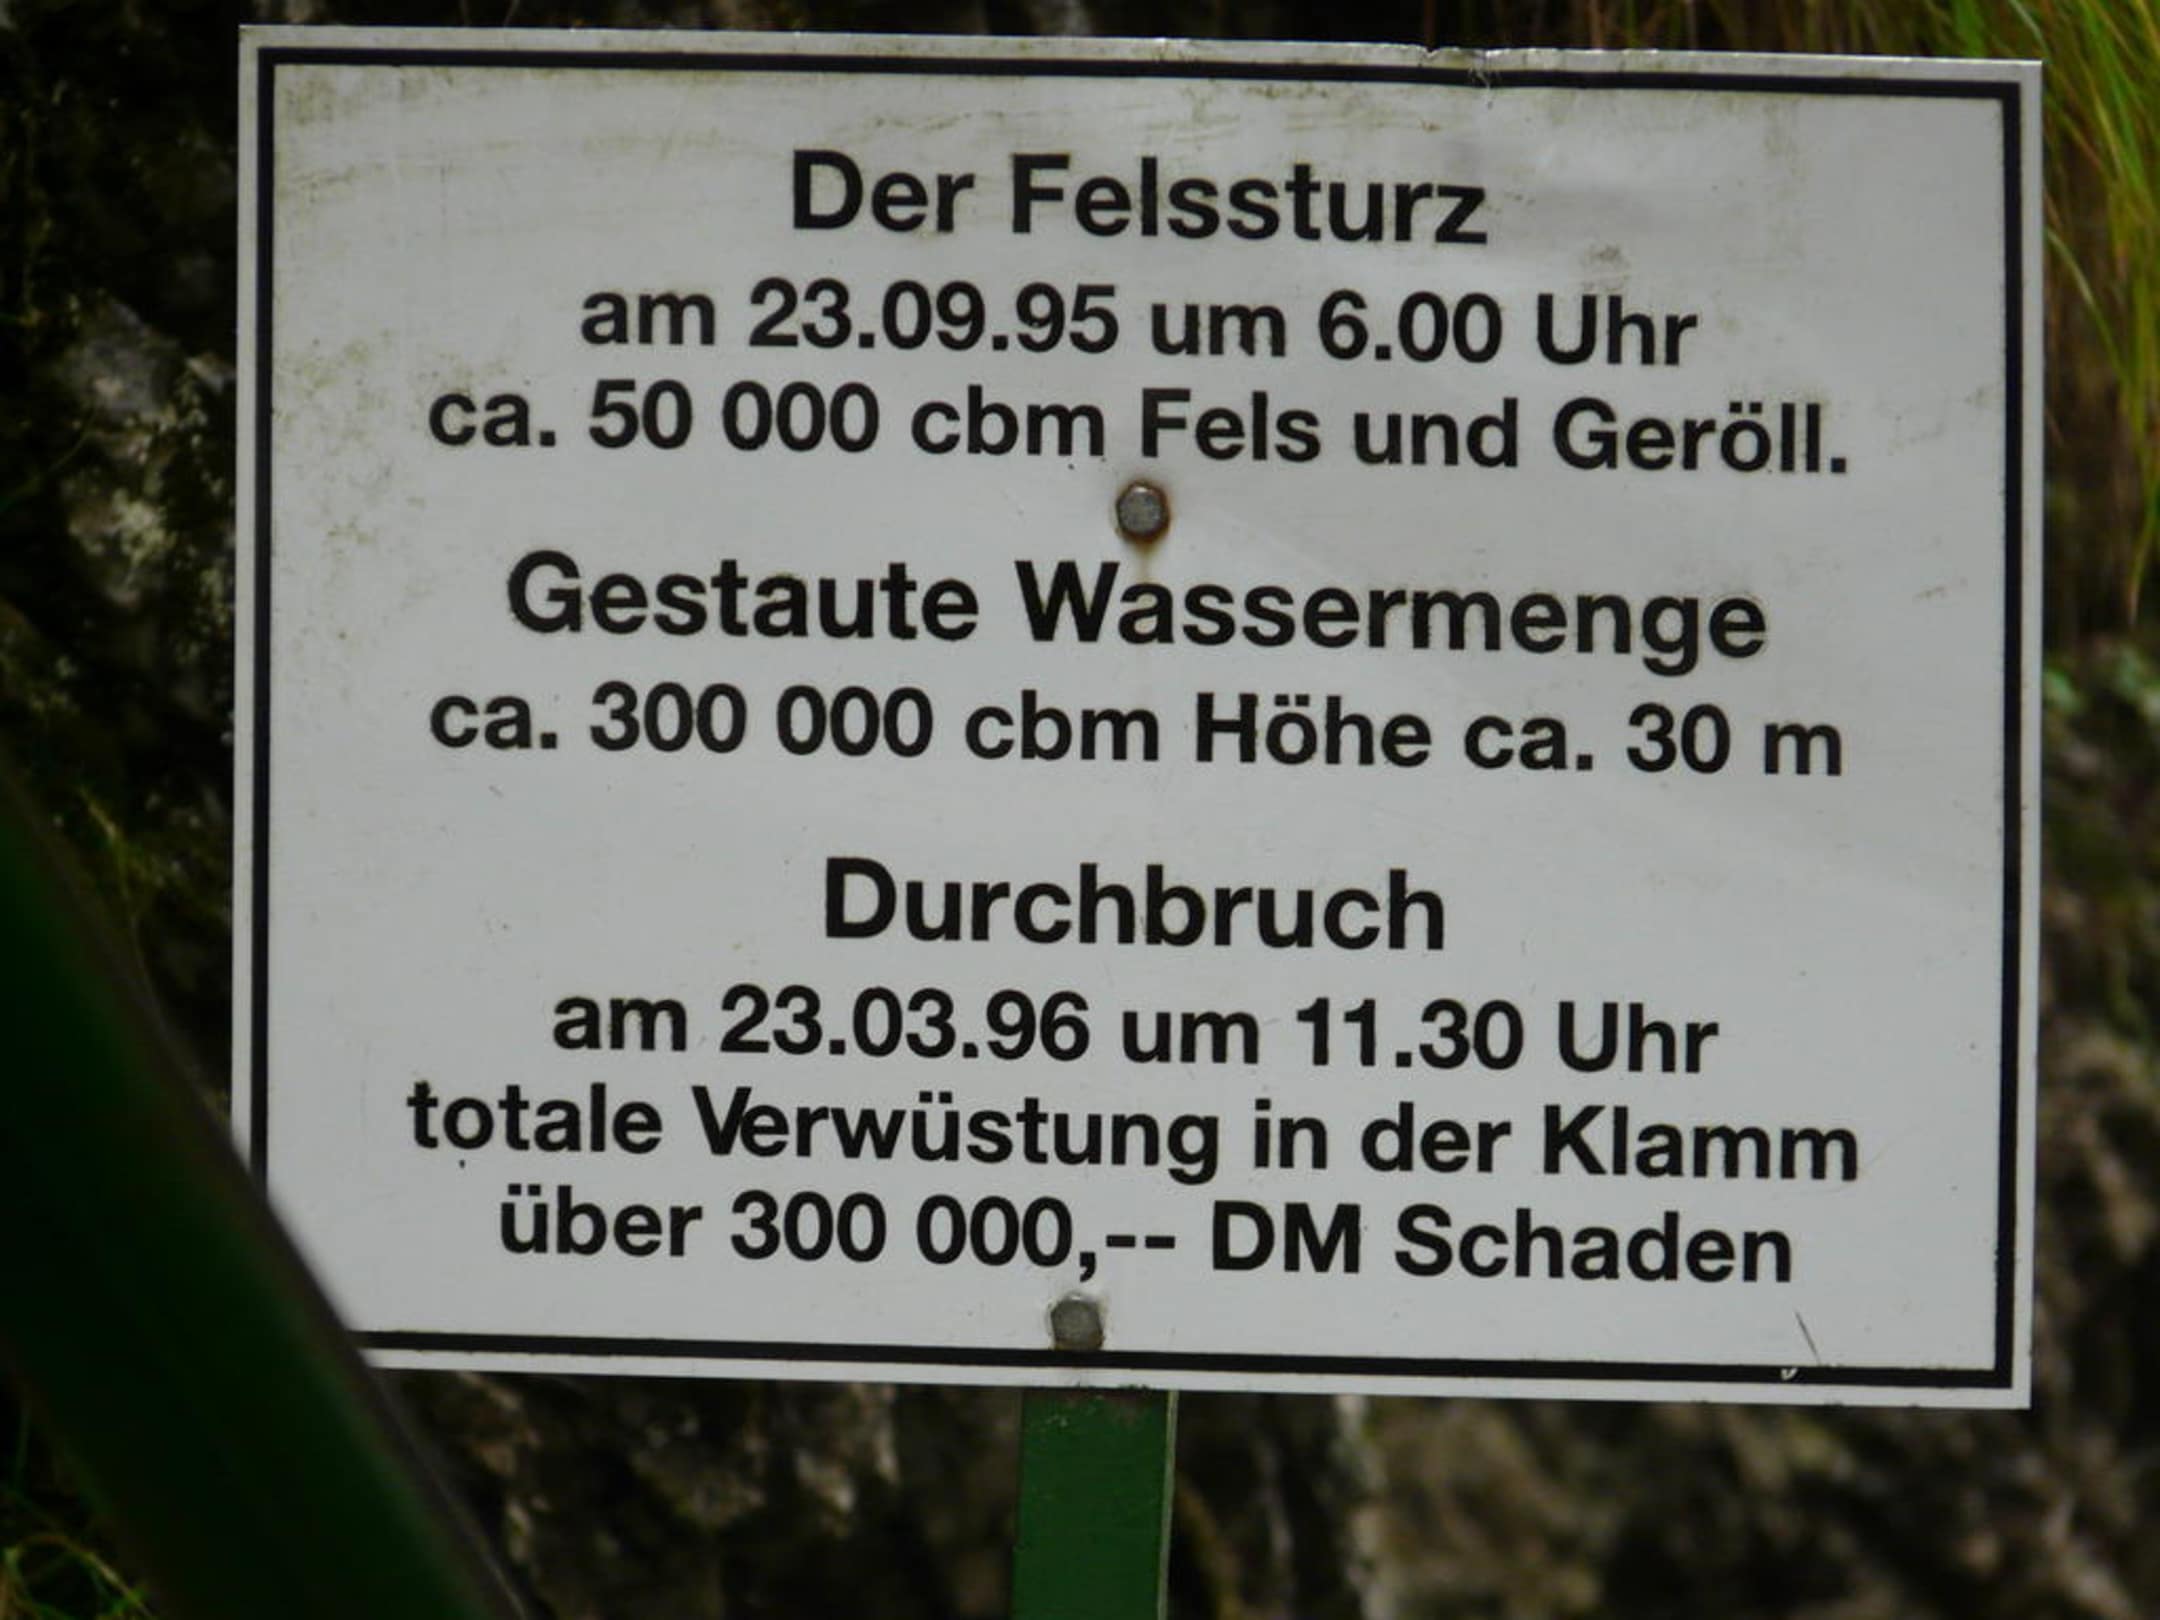 Der Felssturz
am 23.09.95 um 6.00 Uhr
ca. 50 000 cbm Fels und Geröll.
Gestaute Wassermenge
ca. 300 000 cbm Höhe ca. 30 m
Durchbruch
am 23.03.96 um 11.30 Uhr
totale Verwüstung in der Klamm
über 300 000,-- DM Schaden